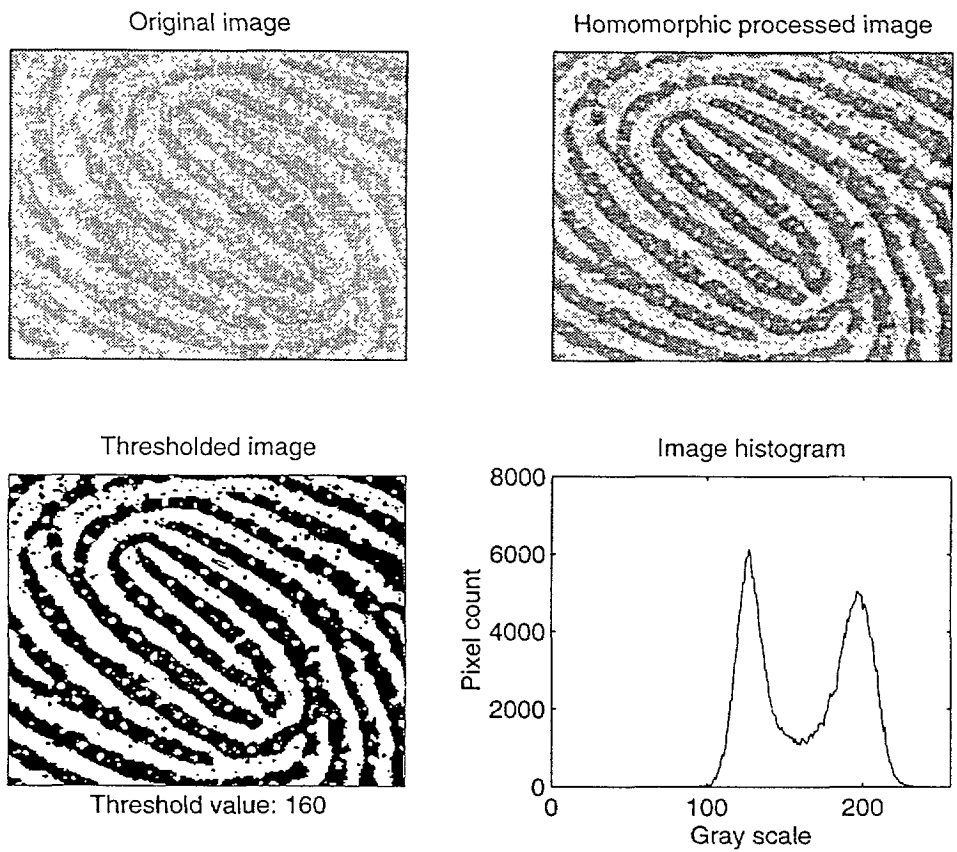 Original image
Homomorphic processed image
Thresholded image
Threshold value: 160
Image histogram
8000
6000
4000
2000
0
Pixel count
0 100 200
Gray scale